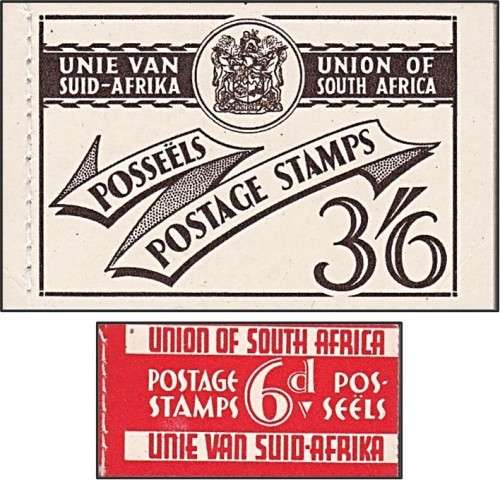 UNIE VAN
SUID-AFRIKA
UNION OF
SOUTH AFRICA
POSSEËLS
POSTAGE STAMPS
3/6
UNION OF SOUTH AFRICA
POSTAGE STAMPS
6d
POS-
SEËLS
UNIE VAN SUID-AFRIKA